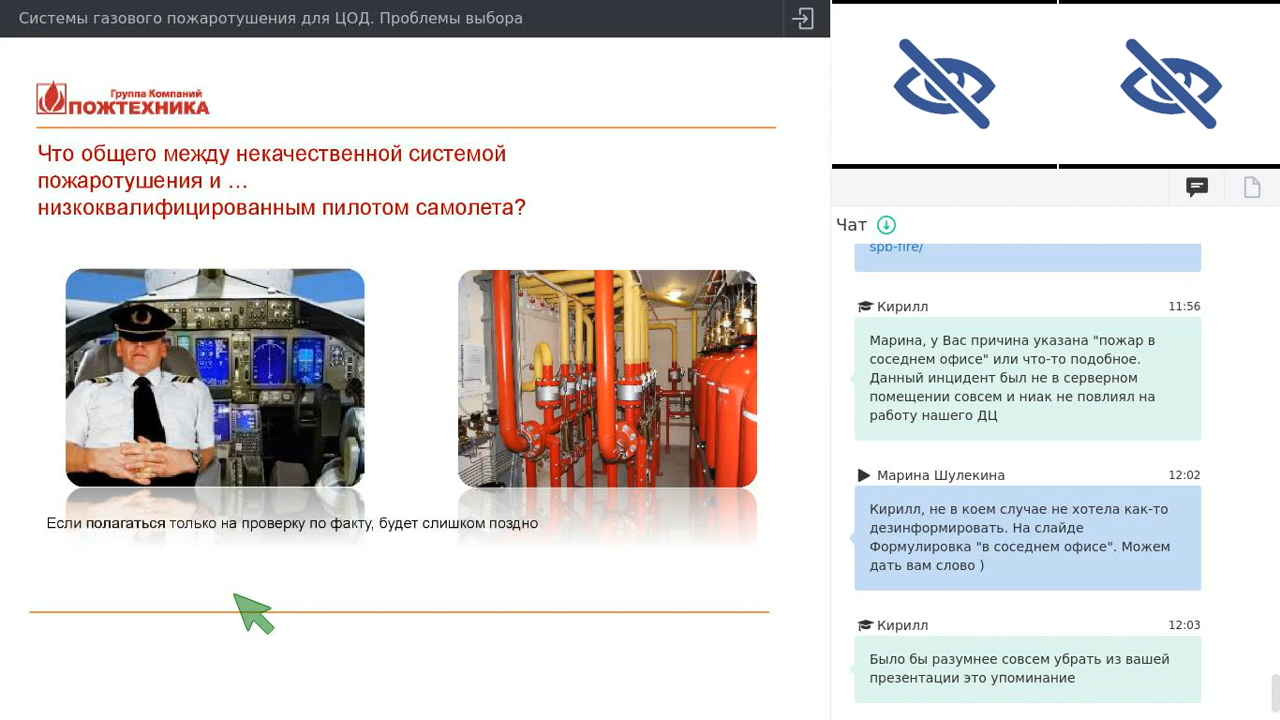 Системы газового пожаротушения для ЦОД. Проблемы выбора
Группа Компаний
ПОЖТЕХНИКА
Что общего между некачественной системой
пожаротушения и ...
низкоквалифицированным пилотом самолета?
Если полагаться только на проверку по факту, будет слишком поздно
Чат
spb-fire/
Кирилл 11:56
Марина, у Вас причина указана "пожар в
соседнем офисе" или что-то подобное.
Данный инцидент был не в серверном
помещении совсем и ниак не повлиял на
работу нашего ДЦ
Марина Шулекина 12:02
Кирилл, не в коем случае не хотела как-то
дезинформировать. На слайде
Формулировка "в соседнем офисе". Можем
дать вам слово )
Кирилл 12:03
Было бы разумнее совсем убрать из вашей
презентации это упоминание